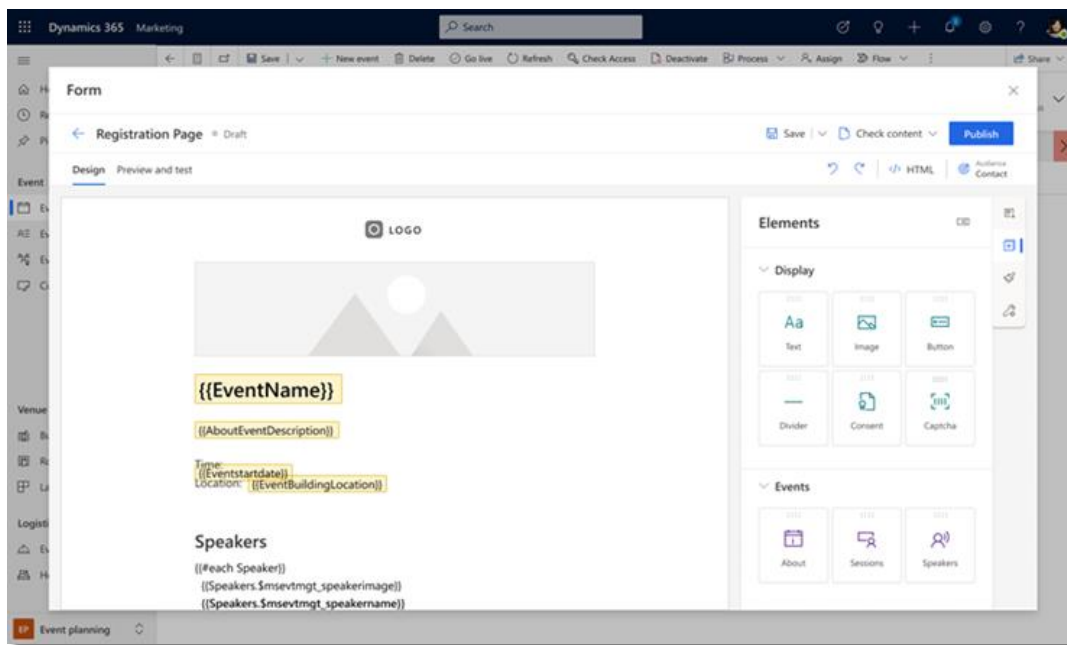 Dynamics 365 Marketing Search
Save New event Delete Go live Refresh Check Access Deactivate Process Assign Flow Share
Form
Registration Page Draft Save Check content Publish
Design Preview and test HTML Audience Contact
Event
LOGO
Elements
Display
Text Image Button
Divider Consent Captcha
{{EventName}}
{{AboutEventDescription}}
Time:
{{Eventstartdate}}
Location: {{EventBuildingLocation}}
Venue
Events
About Sessions Speakers
Logisti
Speakers
{{#each Speaker}}
{{Speakers.$msevtmgt_speakerimage}}
{{Speakers.$msevtmgt_speakername}}
EP Event planning